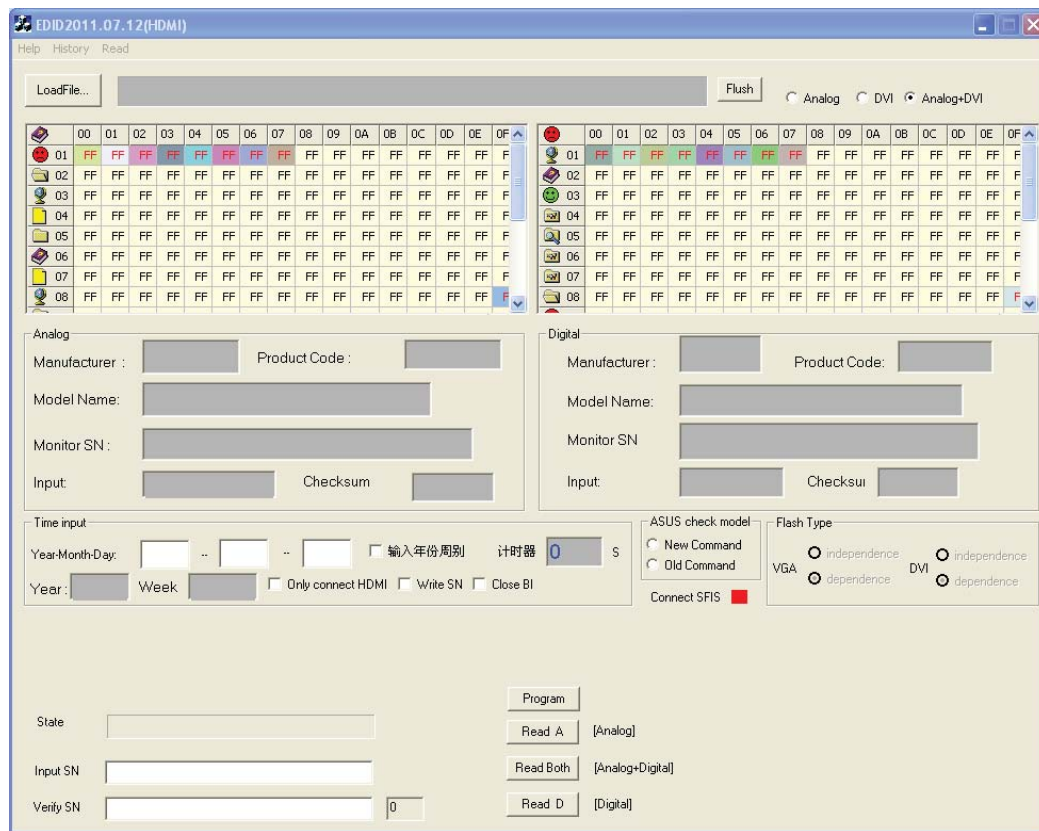 EDID2011.07.12(HDMI)
Help History Read
LoadFile... Flush Analog DVI Analog+DVI
00 01 02 03 04 05 06 07 08 09 0A 0B 0C 0D 0E 0F 00 01 02 03 04 05 06 07 08 09 0A 0B 0C 0D 0E 0F
01 FF FF FF FF FF FF FF FF FF FF FF FF FF FF FF F 01 FF FF FF FF FF FF FF FF FF FF FF FF FF FF FF F
02 FF FF FF FF FF FF FF FF FF FF FF FF FF FF FF F 02 FF FF FF FF FF FF FF FF FF FF FF FF FF FF FF F
03 FF FF FF FF FF FF FF FF FF FF FF FF FF FF FF F 03 FF FF FF FF FF FF FF FF FF FF FF FF FF FF FF F
04 FF FF FF FF FF FF FF FF FF FF FF FF FF FF FF F 04 FF FF FF FF FF FF FF FF FF FF FF FF FF FF FF F
05 FF FF FF FF FF FF FF FF FF FF FF FF FF FF FF F 05 FF FF FF FF FF FF FF FF FF FF FF FF FF FF FF F
06 FF FF FF FF FF FF FF FF FF FF FF FF FF FF FF F 06 FF FF FF FF FF FF FF FF FF FF FF FF FF FF FF F
07 FF FF FF FF FF FF FF FF FF FF FF FF FF FF FF F 07 FF FF FF FF FF FF FF FF FF FF FF FF FF FF FF F
08 FF FF FF FF FF FF FF FF FF FF FF FF FF FF FF F 08 FF FF FF FF FF FF FF FF FF FF FF FF FF FF FF F
Analog Digital
Manufacturer : Product Code : Manufacturer : Product Code:
Model Name: Model Name:
Monitor SN : Monitor SN
Input: Checksum Input: Checksu
Time input ASUS check model Flash Type
Year-Month-Day: -- -- 输入年份周别 计时器 0 S New Command VGA independence DVI independence
Year : Week Only connect HDMI Write SN Close BI Old Command dependence dependence
Connect SFIS
Program
State Read A [Analog]
Input SN Read Both [Analog+Digital]
Verify SN 0 Read D [Digital]